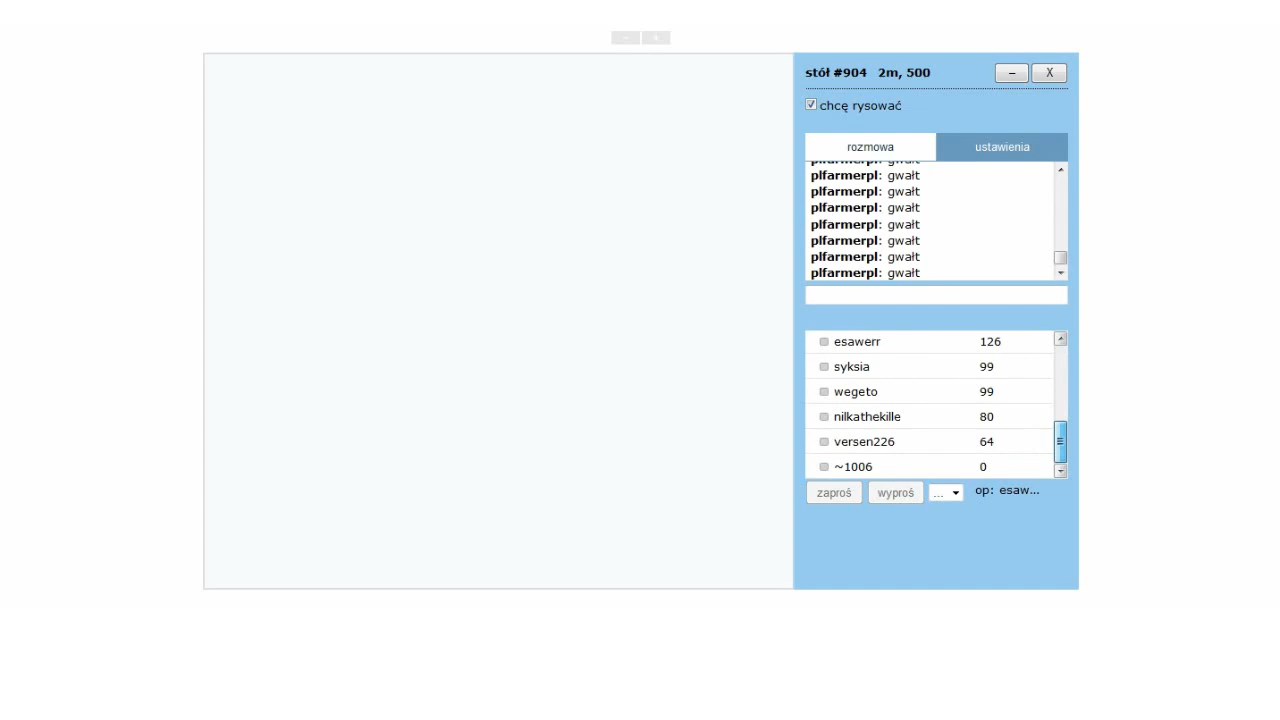 stół #904 2m, 500
– X
chcę rysować
rozmowa ustawienia
plfarmerpl: gwałt
plfarmerpl: gwałt
plfarmerpl: gwałt
plfarmerpl: gwałt
plfarmerpl: gwałt
plfarmerpl: gwałt
plfarmerpl: gwałt
plfarmerpl: gwałt
esawerr 126
syksia 99
wegeto 99
nilkathekille 80
versen226 64
~1006 0
zaproś wyproś ... op: esaw...